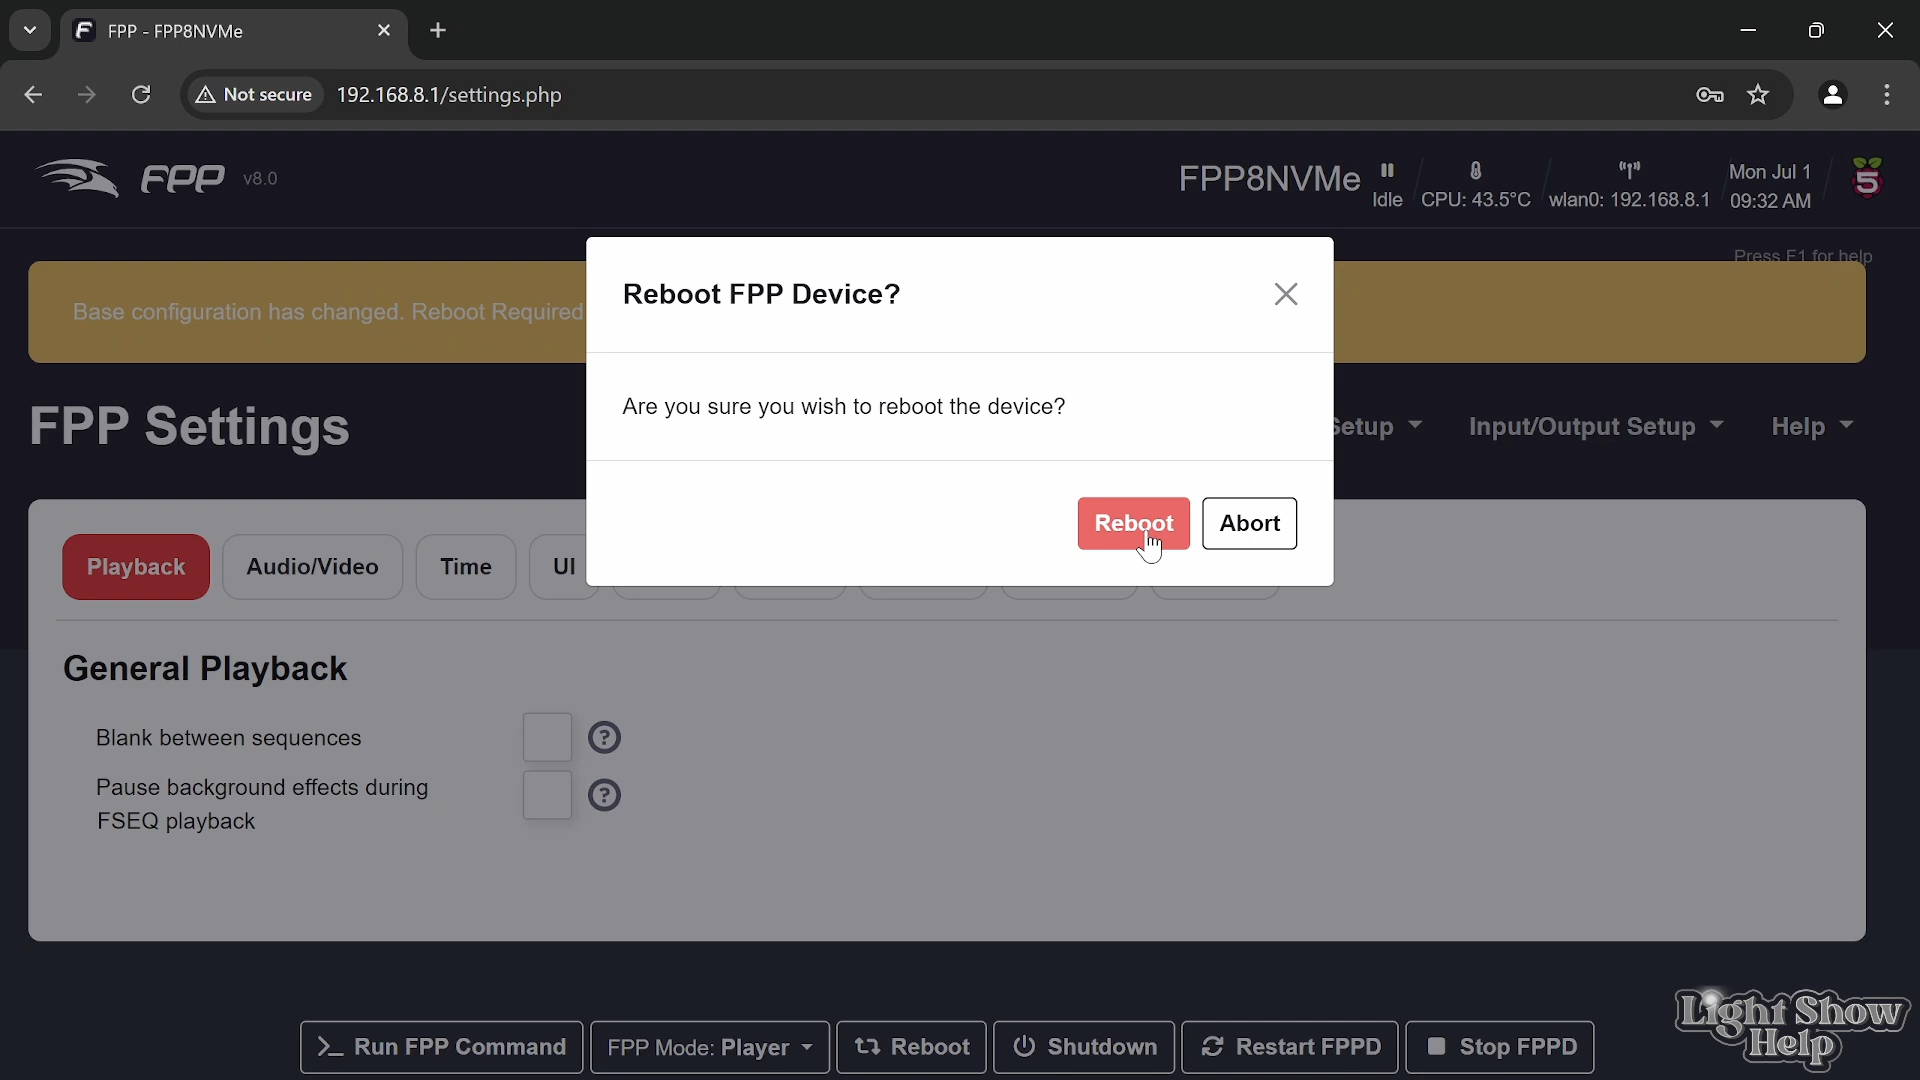 FPP - FPP8NVMe
Not secure
192.168.8.1/settings.php
FPP v8.0
FPP8NVMe
Idle
CPU: 43.5°C
wlan0: 192.168.8.1
Mon Jul 1
09:32 AM
5
Press F1 for help
Base configuration has changed. Reboot Required
Reboot FPP Device?
Are you sure you wish to reboot the device?
Reboot
Abort
FPP Settings
Setup
Input/Output Setup
Help
Playback
Audio/Video
Time
UI
General Playback
Blank between sequences
Pause background effects during
FSEQ playback
Run FPP Command
FPP Mode: Player
Reboot
Shutdown
Restart FPPD
Stop FPPD
Light Show
Help